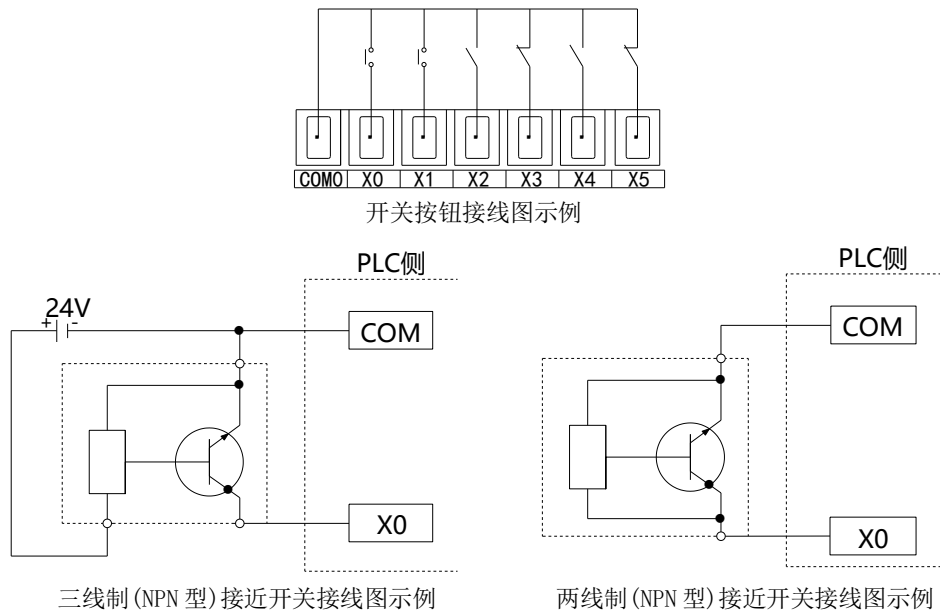 COM0 X0 X1 X2 X3 X4 X5
开关按钮接线图示例
PLC侧
24V
+ -
COM
X0
三线制(NPN 型)接近开关接线图示例
PLC侧
COM
X0
两线制(NPN 型)接近开关接线图示例